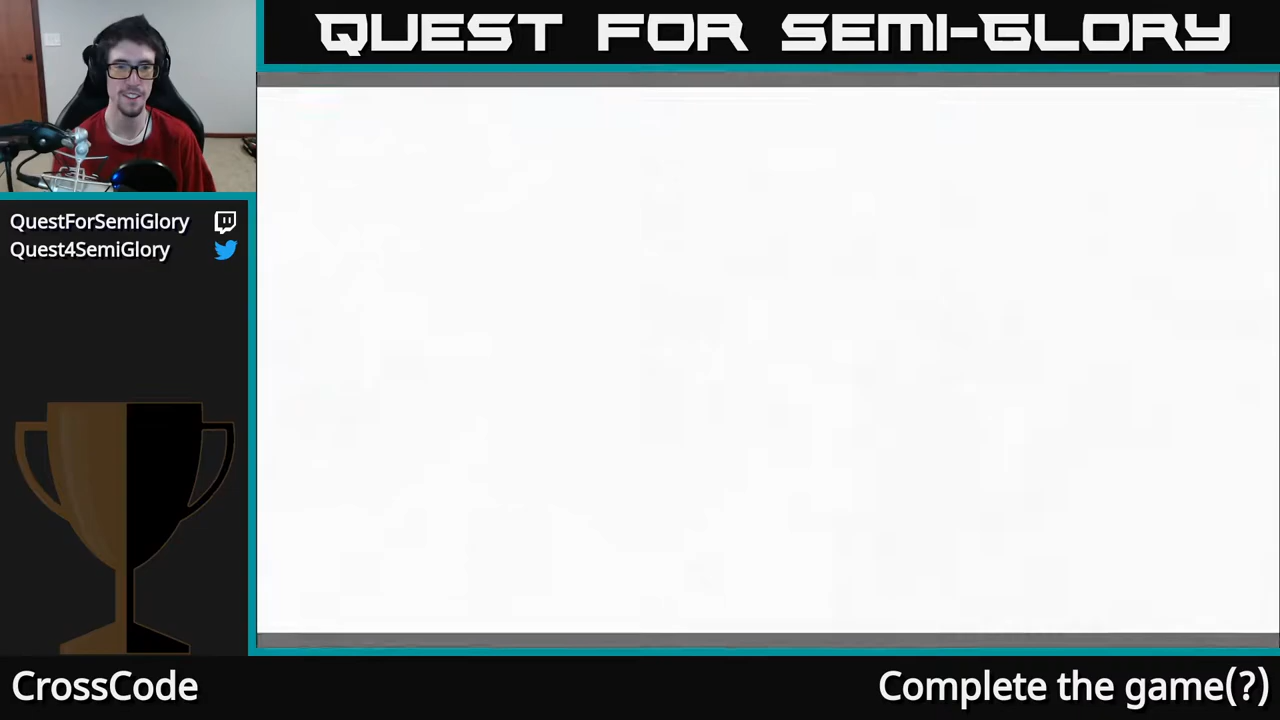 QUEST FOR SEMI-GLORY
QuestForSemiGlory
Quest4SemiGlory
CrossCode
Complete the game(?)